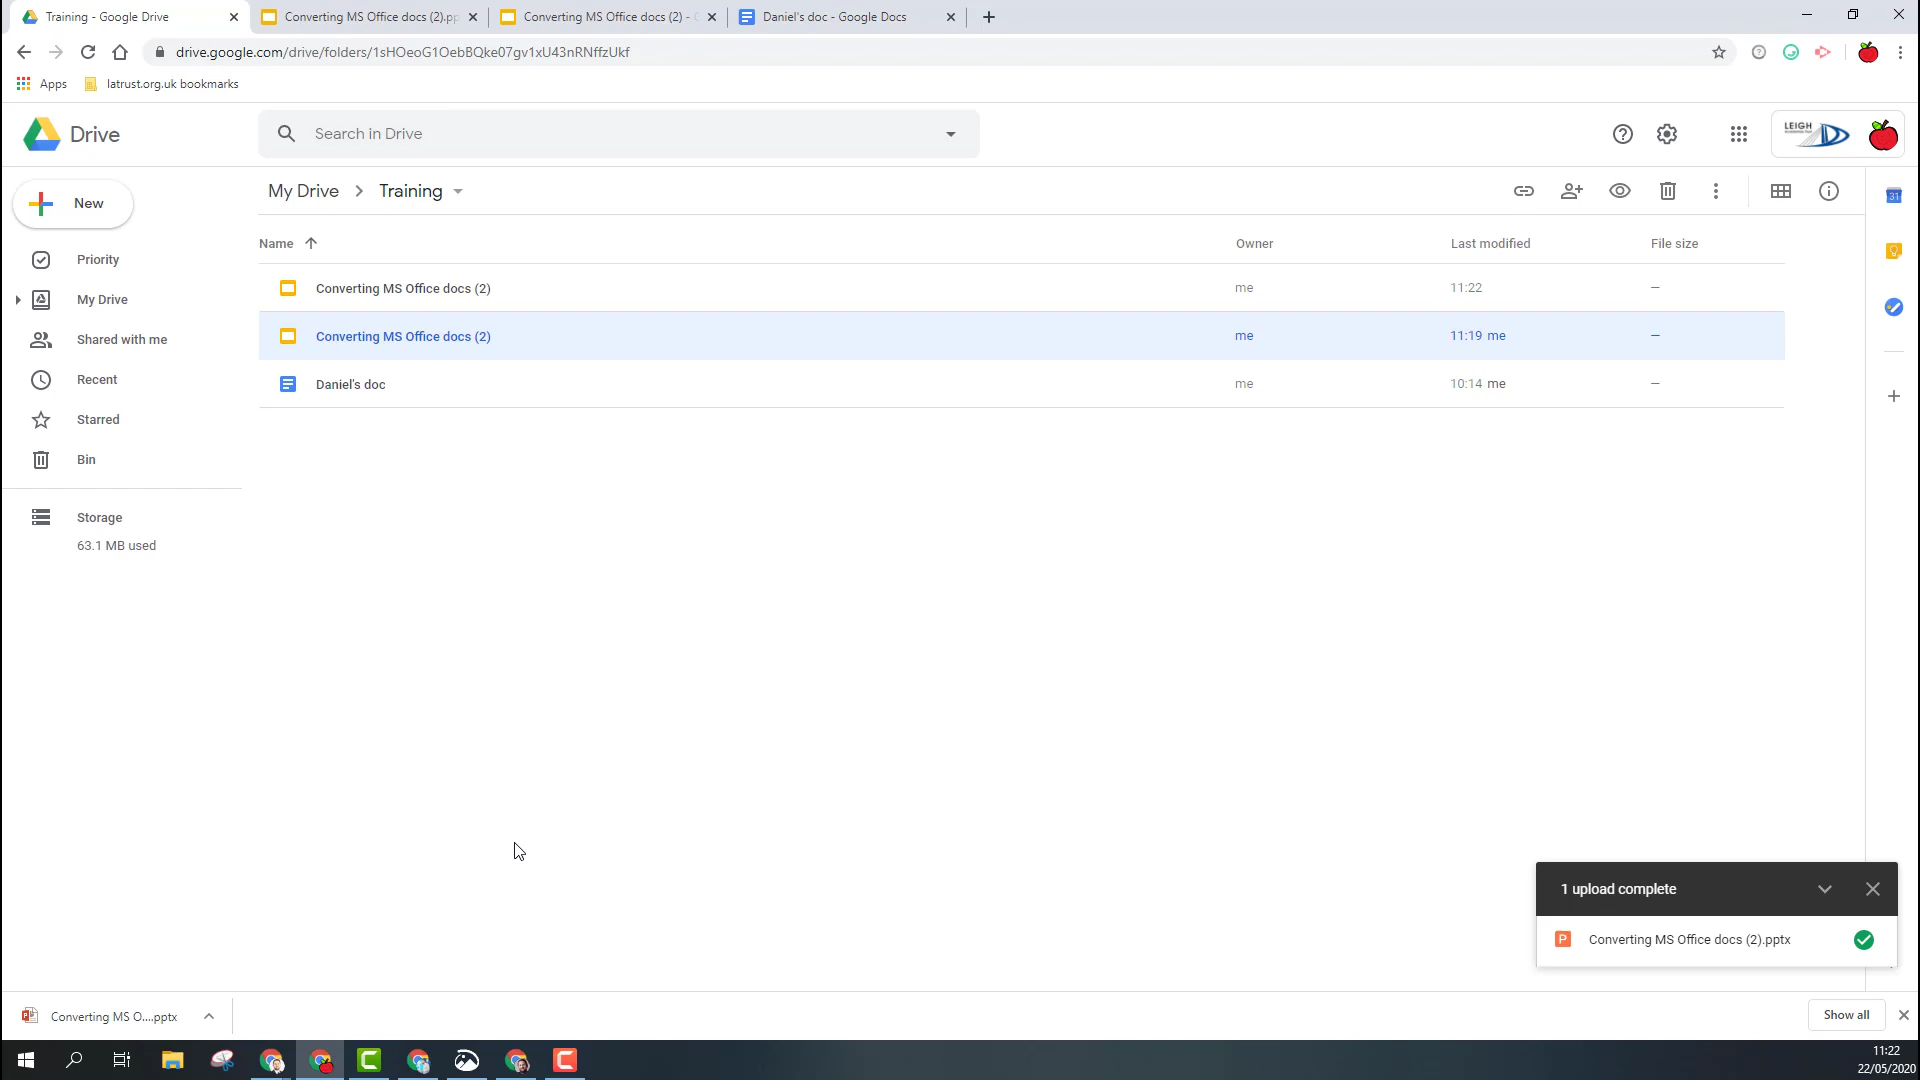 Training - Google Drive
Converting MS Office docs (2).pp
Converting MS Office docs (2) -
Daniel's doc - Google Docs
drive.google.com/drive/folders/1sHOeoG1OebBQke07gv1xU43nRNffzUkf
Apps
latrust.org.uk bookmarks
Drive
Search in Drive
LEIGH
New
My Drive
Training
31
Name
Owner
Last modified
File size
Priority
My Drive
Shared with me
Recent
Starred
Bin
Storage
63.1 MB used
Converting MS Office docs (2)
me
11:22
–
Converting MS Office docs (2)
me
11:19 me
–
Daniel's doc
me
10:14 me
–
1 upload complete
P
Converting MS Office docs (2).pptx
Converting MS O....pptx
Show all
11:22
22/05/2020